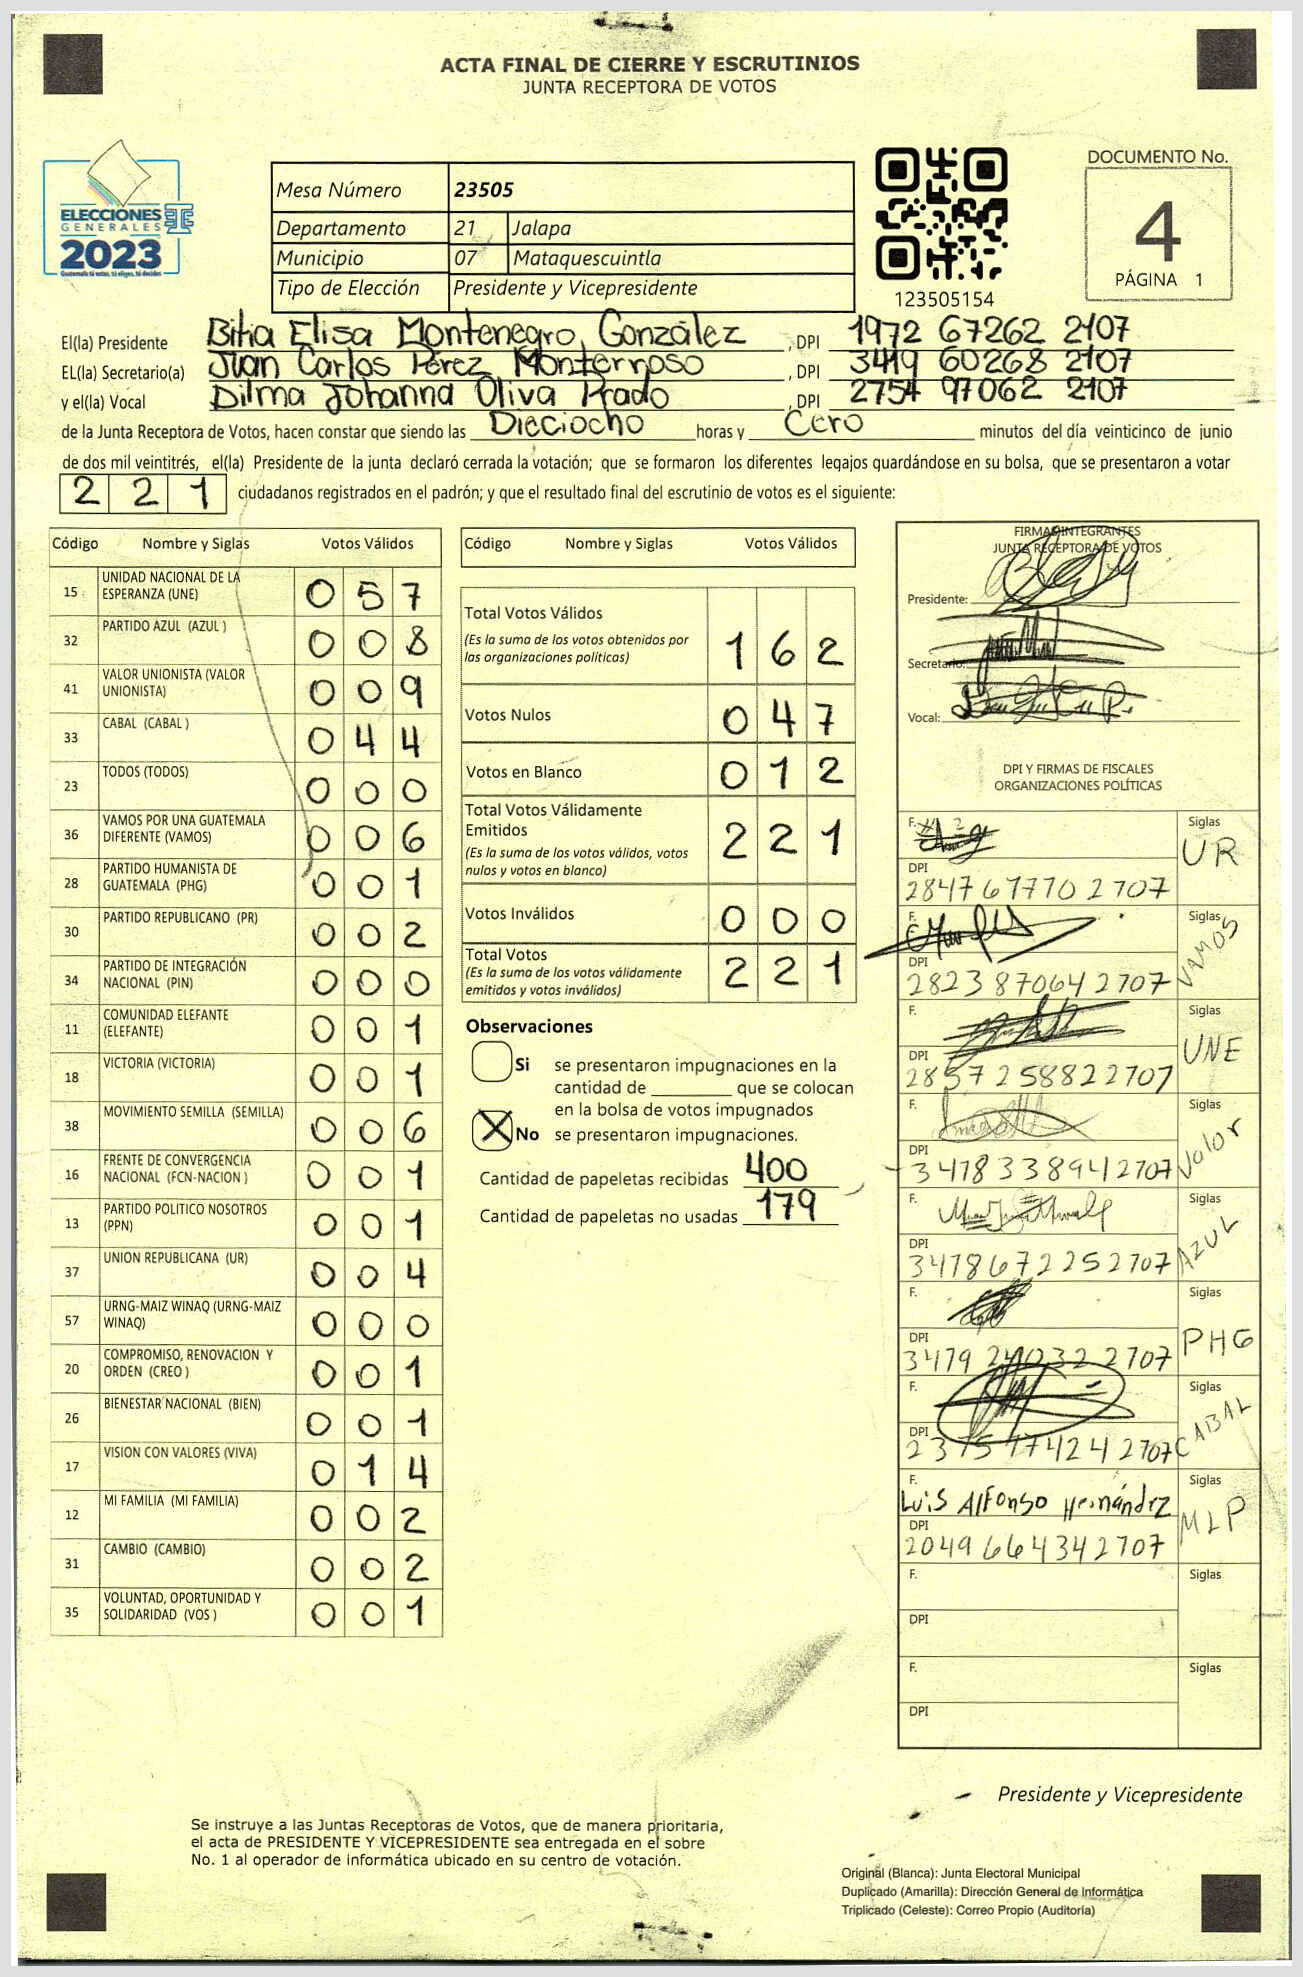 ACTA FINAL DE CIERRE Y ESCRUTINIOS
JUNTA RECEPTORA DE VOTOS
ELECCIONES
GENERALES
2023
Guatemala tú votas, tú eliges, tú decides
Mesa Número 23505
Departamento 21 Jalapa
Municipio 07 Mataquescuintla
Tipo de Elección Presidente y Vicepresidente
123505154
DOCUMENTO No.
4
PÁGINA 1
El(la) Presidente Bitia Elisa Montenegro González, DPI 1972 67262 2107
EL(la) Secretario(a) Juan Carlos Pérez Monterroso, DPI 3419 60268 2107
y el(la) Vocal Dilma Johanna Oliva Prado, DPI 2754 97062 2107
de la Junta Receptora de Votos, hacen constar que siendo las Dieciocho horas y Cero minutos del día veinticinco de junio
de dos mil veintitrés, el(la) Presidente de la junta declaró cerrada la votación; que se formaron los diferentes legajos guardándose en su bolsa, que se presentaron a votar
2 2 1 ciudadanos registrados en el padrón; y que el resultado final del escrutinio de votos es el siguiente:
Código Nombre y Siglas Votos Válidos
15 UNIDAD NACIONAL DE LA ESPERANZA (UNE) 0 5 7
32 PARTIDO AZUL (AZUL ) 0 0 8
41 VALOR UNIONISTA (VALOR UNIONISTA) 0 0 9
33 CABAL (CABAL ) 0 4 4
23 TODOS (TODOS) 0 0 0
36 VAMOS POR UNA GUATEMALA DIFERENTE (VAMOS) 0 0 6
28 PARTIDO HUMANISTA DE GUATEMALA (PHG) 0 0 1
30 PARTIDO REPUBLICANO (PR) 0 0 2
34 PARTIDO DE INTEGRACIÓN NACIONAL (PIN) 0 0 0
11 COMUNIDAD ELEFANTE (ELEFANTE) 0 0 1
18 VICTORIA (VICTORIA) 0 0 1
38 MOVIMIENTO SEMILLA (SEMILLA) 0 0 6
16 FRENTE DE CONVERGENCIA NACIONAL (FCN-NACION ) 0 0 1
13 PARTIDO POLITICO NOSOTROS (PPN) 0 0 1
37 UNION REPUBLICANA (UR) 0 0 4
57 URNG-MAIZ WINAQ (URNG-MAIZ WINAQ) 0 0 0
20 COMPROMISO, RENOVACION Y ORDEN (CREO ) 0 0 1
26 BIENESTAR NACIONAL (BIEN) 0 0 1
17 VISION CON VALORES (VIVA) 0 1 4
12 MI FAMILIA (MI FAMILIA) 0 0 2
31 CAMBIO (CAMBIO) 0 0 2
35 VOLUNTAD, OPORTUNIDAD Y SOLIDARIDAD (VOS ) 0 0 1
Código Nombre y Siglas Votos Válidos
Total Votos Válidos
(Es la suma de los votos obtenidos por las organizaciones políticas) 1 6 2
Votos Nulos 0 4 7
Votos en Blanco 0 1 2
Total Votos Válidamente Emitidos
(Es la suma de los votos válidos, votos nulos y votos en blanco) 2 2 1
Votos Inválidos 0 0 0
Total Votos
(Es la suma de los votos válidamente emitidos y votos inválidos) 2 2 1
Observaciones
Si se presentaron impugnaciones en la
cantidad de ________ que se colocan
en la bolsa de votos impugnados
No se presentaron impugnaciones.
Cantidad de papeletas recibidas 400
Cantidad de papeletas no usadas 179
FIRMAS INTEGRANTES
JUNTA RECEPTORA DE VOTOS
Presidente:
Secretario:
Vocal:
DPI Y FIRMAS DE FISCALES
ORGANIZACIONES POLÍTICAS
F. Siglas UR
DPI 2847 67770 2707
F. Siglas VAMOS
DPI 2823 87064 2707
F. Siglas UNE
DPI 2857 25882 2707
F. Siglas Valor
DPI 3478 33894 2707
F. Siglas AZUL
DPI 3478 67225 2707
F. Siglas PHG
DPI 3479 24032 2707
F. Siglas CABAL
DPI 2375 17424 2707
F. Luis Alfonso Hernández Siglas MLP
DPI 2049 66434 2707
F. Siglas
DPI
F. Siglas
DPI
Presidente y Vicepresidente
Se instruye a las Juntas Receptoras de Votos, que de manera prioritaria,
el acta de PRESIDENTE Y VICEPRESIDENTE sea entregada en el sobre
No. 1 al operador de informática ubicado en su centro de votación.
Original (Blanca): Junta Electoral Municipal
Duplicado (Amarilla): Dirección General de Informática
Triplicado (Celeste): Correo Propio (Auditoría)